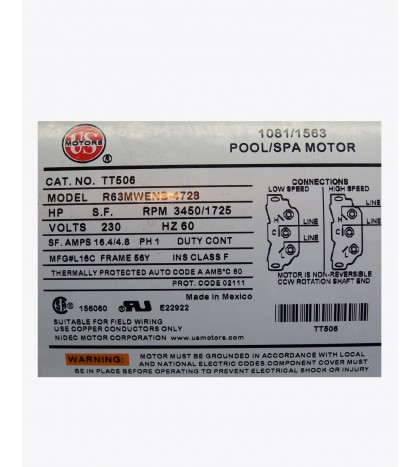 US
MOTORS
®
1081/1563
POOL/SPA MOTOR
CAT. NO. TT506
MODEL R63MWENB-4728
HP S.F. RPM 3450/1725
VOLTS 230 HZ 60
SF. AMPS 16.4/4.8 PH 1 DUTY CONT
MFG#L16C FRAME 56Y INS CLASS F
THERMALLY PROTECTED AUTO CODE A AMB°C 60
PROT. CODE 02111
CONNECTIONS
LOW SPEED HIGH SPEED
LINE LINE
C C
H H
LINE LINE
L L
MOTOR IS NON-REVERSIBLE
CCW ROTATION SHAFT END
Made in Mexico
156060 E22922
SUITABLE FOR FIELD WIRING
USE COPPER CONDUCTORS ONLY
NIDEC MOTOR CORPORATION www.usmotors.com
TT506
WARNING: MOTOR MUST BE GROUNDED IN ACCORDANCE WITH LOCAL
AND NATIONAL ELECTRIC CODES. COMPONENT COVER MUST
BE IN PLACE DURING OPERATION TO PREVENT ELECTRICAL SHOCK OR INJURY